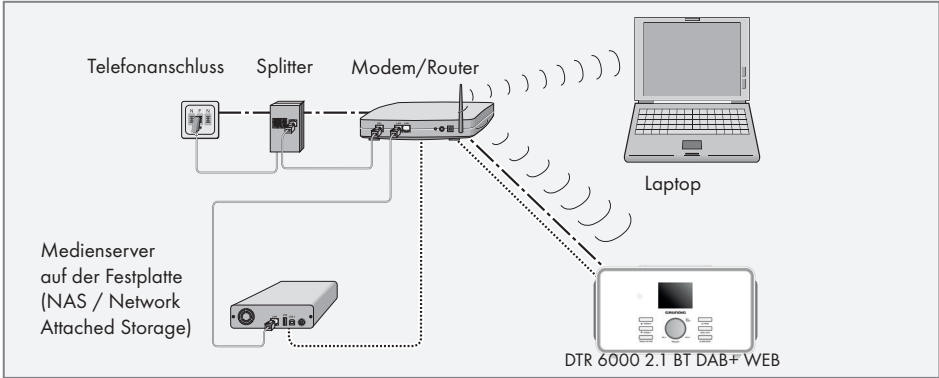 Telefonanschluss
Splitter
Modem/Router
N F N
Laptop
Medienserver
auf der Festplatte
(NAS / Network
Attached Storage)
GRUNDIG
DTR 6000 2.1 BT DAB+ WEB